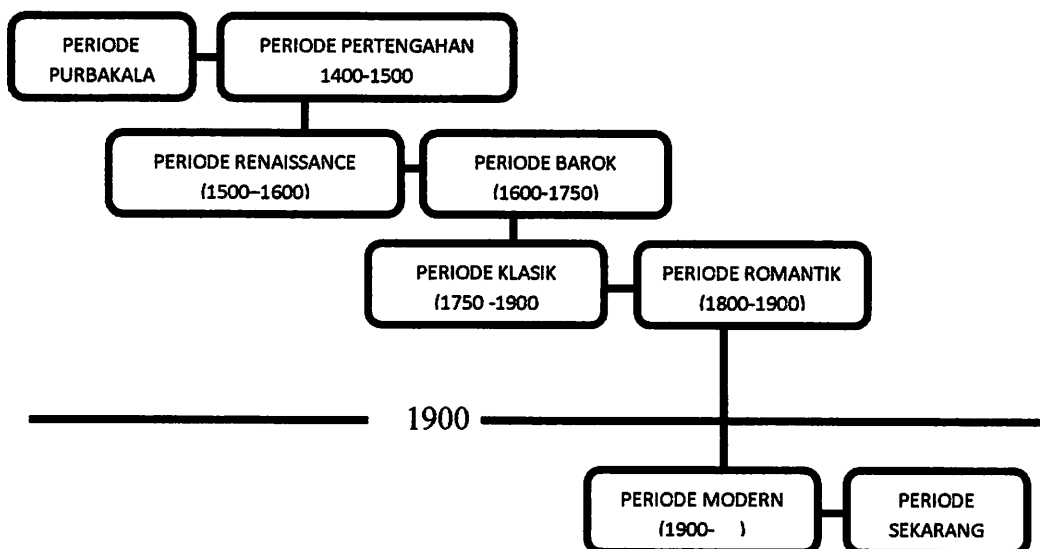 PERIODE
PURBAKALA
PERIODE PERTENGAHAN
1400-1500
PERIODE RENAISSANCE
(1500-1600)
PERIODE BAROK
(1600-1750)
PERIODE KLASIK
(1750 -1900
PERIODE ROMANTIK
(1800-1900)
1900
PERIODE MODERN
(1900- )
PERIODE
SEKARANG